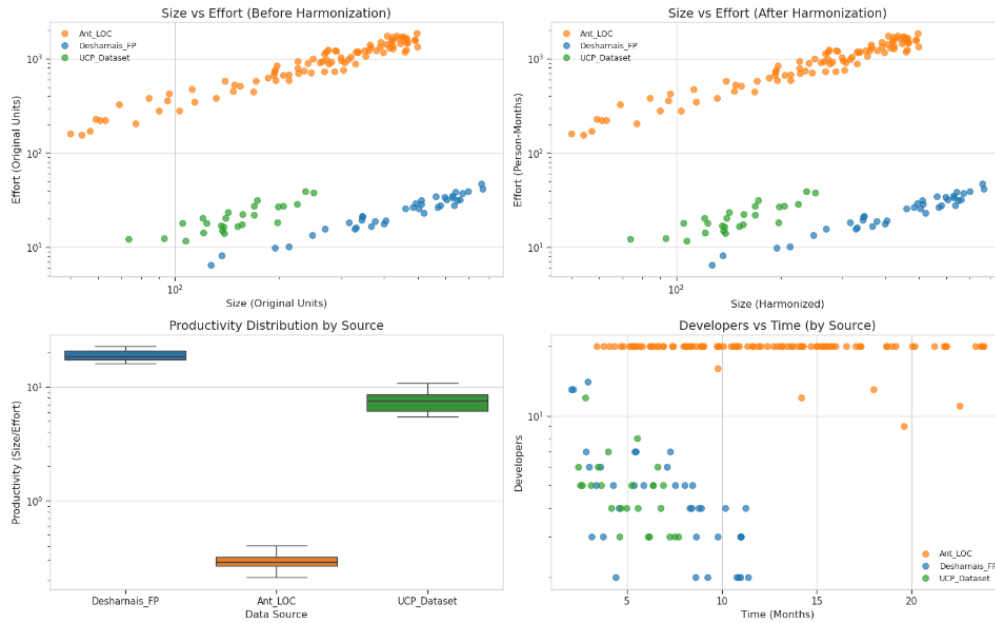 Size vs Effort (Before Harmonization)
Ant_LOC
Desharnais_FP
UCP_Dataset
10³
10²
10¹
Effort (Original Units)
10²
Size (Original Units)
Size vs Effort (After Harmonization)
Ant_LOC
Desharnais_FP
UCP_Dataset
10³
10²
10¹
Effort (Person-Months)
10²
Size (Harmonized)
Productivity Distribution by Source
10¹
10⁰
Productivity (Size/Effort)
Desharnais_FP
Ant_LOC
UCP_Dataset
Data Source
Developers vs Time (by Source)
10¹
Developers
Ant_LOC
Desharnais_FP
UCP_Dataset
5
10
15
20
Time (Months)